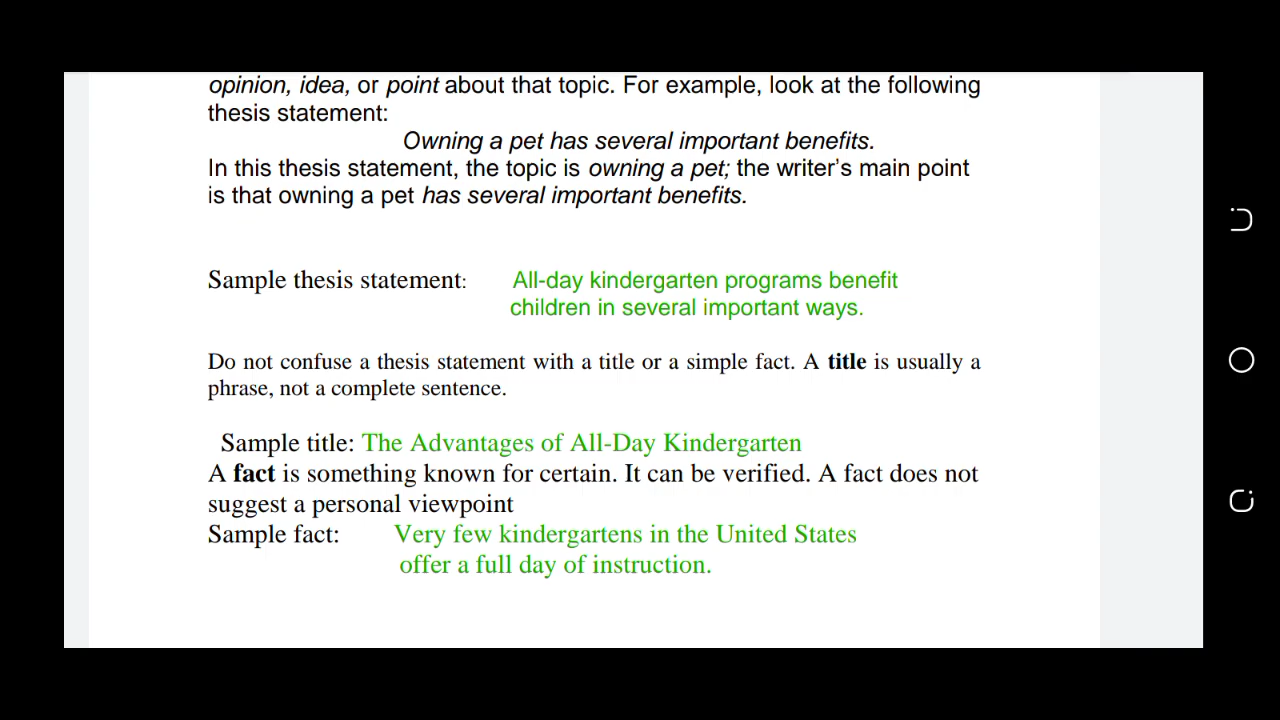 opinion, idea, or point about that topic. For example, look at the following
thesis statement:
Owning a pet has several important benefits.
In this thesis statement, the topic is owning a pet; the writer’s main point
is that owning a pet has several important benefits.
Sample thesis statement: All-day kindergarten programs benefit
children in several important ways.
Do not confuse a thesis statement with a title or a simple fact. A title is usually a
phrase, not a complete sentence.
Sample title: The Advantages of All-Day Kindergarten
A fact is something known for certain. It can be verified. A fact does not
suggest a personal viewpoint
Sample fact: Very few kindergartens in the United States
offer a full day of instruction.